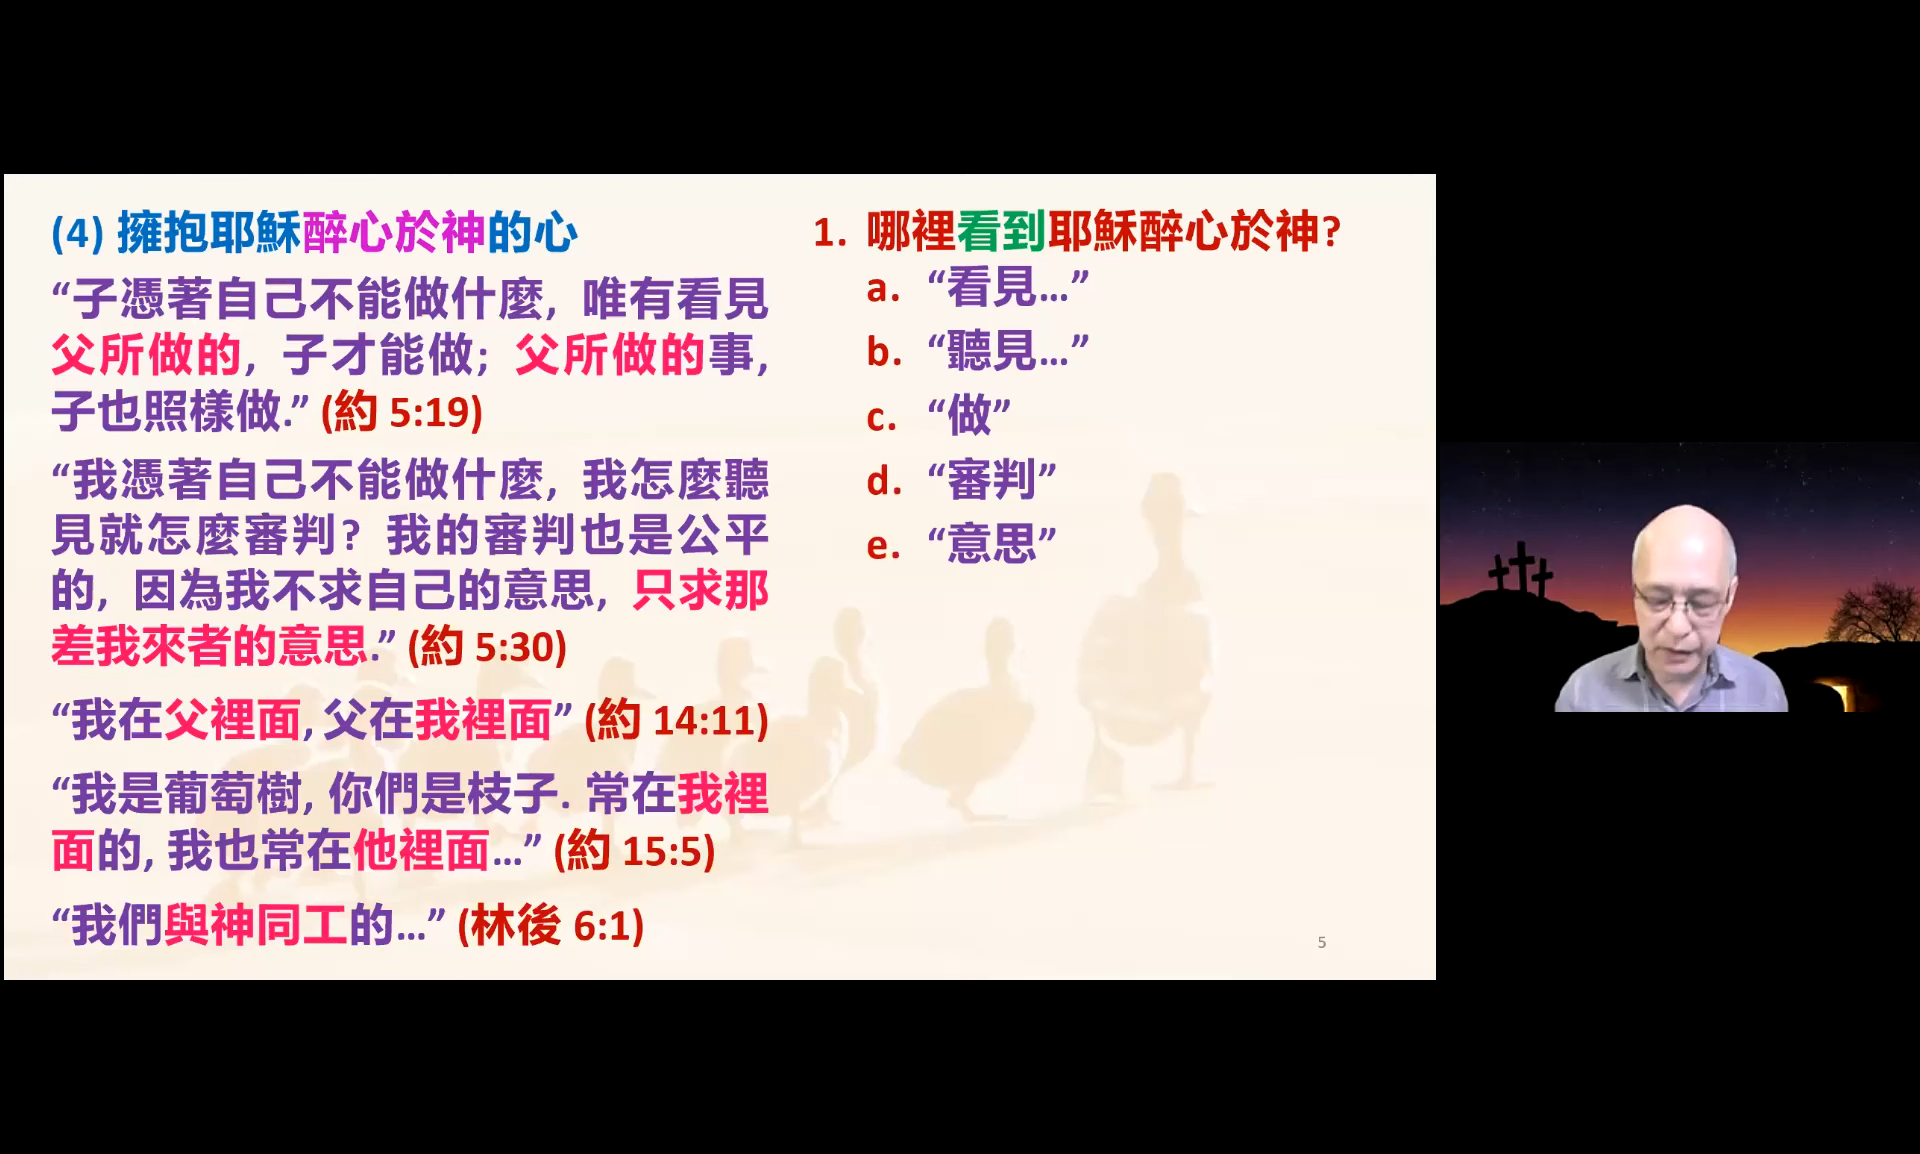 (4) 擁抱耶穌醉心於神的心
“子憑著自己不能做什麼, 唯有看見
父所做的, 子才能做; 父所做的事,
子也照樣做.” (約 5:19)
“我憑著自己不能做什麼, 我怎麼聽
見就怎麼審判? 我的審判也是公平
的, 因為我不求自己的意思, 只求那
差我來者的意思.” (約 5:30)
“我在父裡面, 父在我裡面” (約 14:11)
“我是葡萄樹, 你們是枝子. 常在我裡
面的, 我也常在他裡面...” (約 15:5)
“我們與神同工的...” (林後 6:1)
1. 哪裡看到耶穌醉心於神?
a. “看見...”
b. “聽見...”
c. “做”
d. “審判”
e. “意思”
5